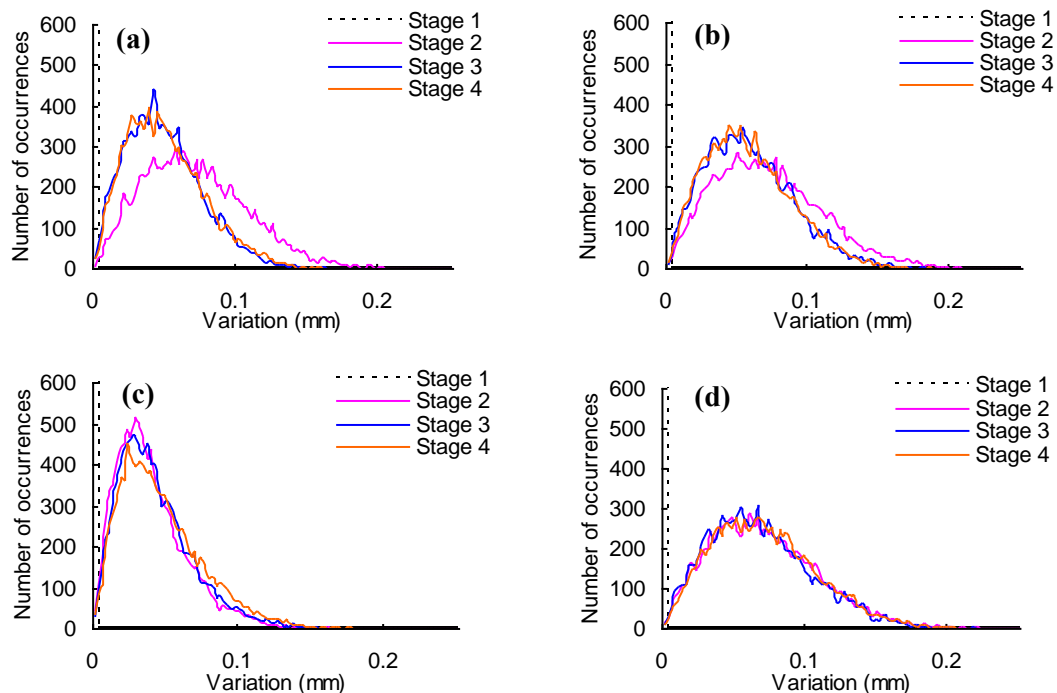 (a)
Number of occurrences
600
500
400
300
200
100
0
0 0.1 0.2
Variation (mm)
Stage 1
Stage 2
Stage 3
Stage 4
(b)
Number of occurrences
600
500
400
300
200
100
0
0 0.1 0.2
Variation (mm)
Stage 1
Stage 2
Stage 3
Stage 4
(c)
Number of occurrences
600
500
400
300
200
100
0
0 0.1 0.2
Variation (mm)
Stage 1
Stage 2
Stage 3
Stage 4
(d)
Number of occurrences
600
500
400
300
200
100
0
0 0.1 0.2
Variation (mm)
Stage 1
Stage 2
Stage 3
Stage 4